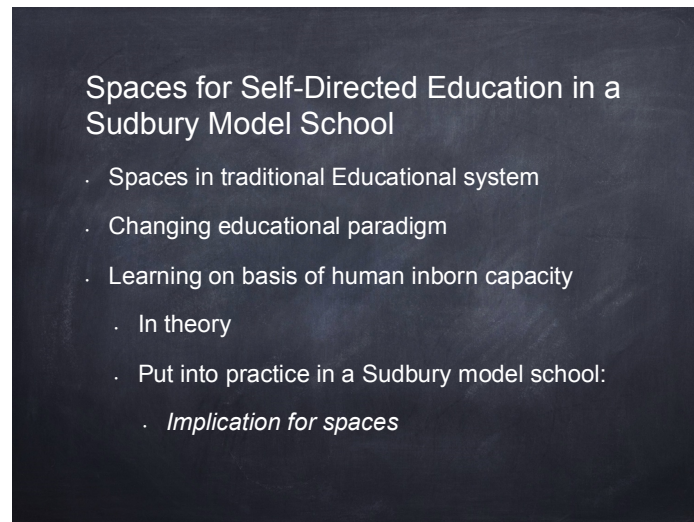 Spaces for Self-Directed Education in a
Sudbury Model School
· Spaces in traditional Educational system
· Changing educational paradigm
· Learning on basis of human inborn capacity
· In theory
· Put into practice in a Sudbury model school:
· Implication for spaces